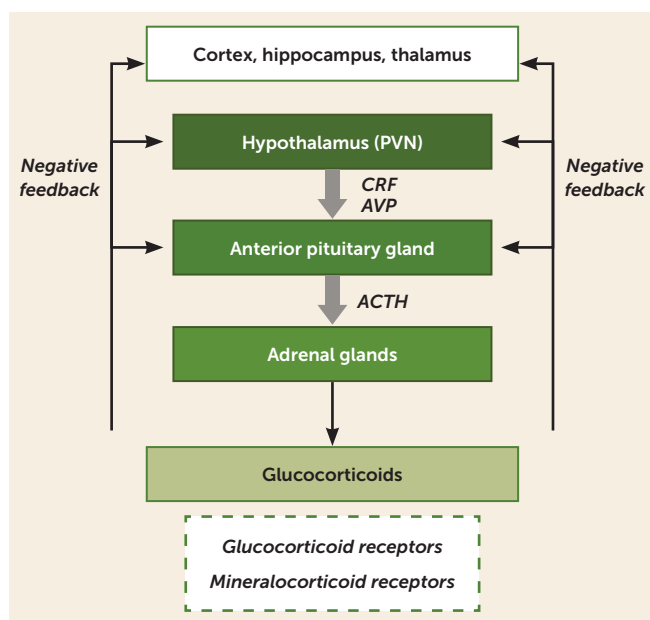 Cortex, hippocampus, thalamus
Hypothalamus (PVN)
Negative
feedback
Negative
feedback
CRF
AVP
Anterior pituitary gland
ACTH
Adrenal glands
Glucocorticoids
Glucocorticoid receptors
Mineralocorticoid receptors